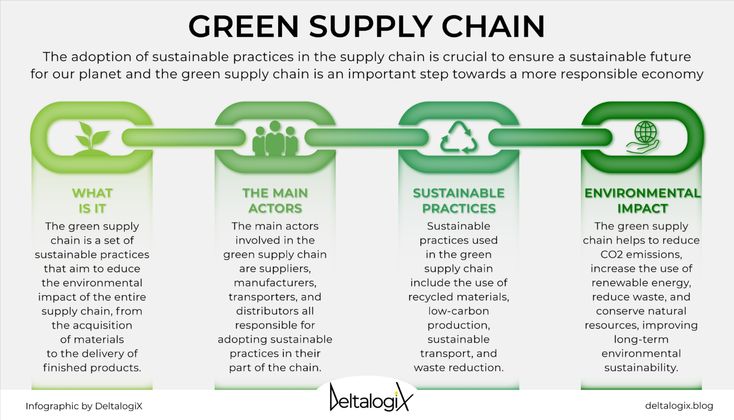 GREEN SUPPLY CHAIN
The adoption of sustainable practices in the supply chain is crucial to ensure a sustainable future
for our planet and the green supply chain is an important step towards a more responsible economy
WHAT
IS IT
The green supply
chain is a set of
sustainable practices
that aim to educe
the environmental
impact of the entire
supply chain, from
the acquisition
of materials
to the delivery of
finished products.
THE MAIN
ACTORS
The main actors
involved in the
green supply chain
are suppliers,
manufacturers,
transporters, and
distributors all
responsible for
adopting sustainable
practices in their
part of the chain.
SUSTAINABLE
PRACTICES
Sustainable
practices used
in the green
supply chain
include the use of
recycled materials,
low-carbon
production,
sustainable
transport, and
waste reduction.
ENVIRONMENTAL
IMPACT
The green supply
chain helps to reduce
CO2 emissions,
increase the use of
renewable energy,
reduce waste, and
conserve natural
resources, improving
long-term
environmental
sustainability.
Infographic by DeltalogiX
DeltalogiX
deltalogix.blog